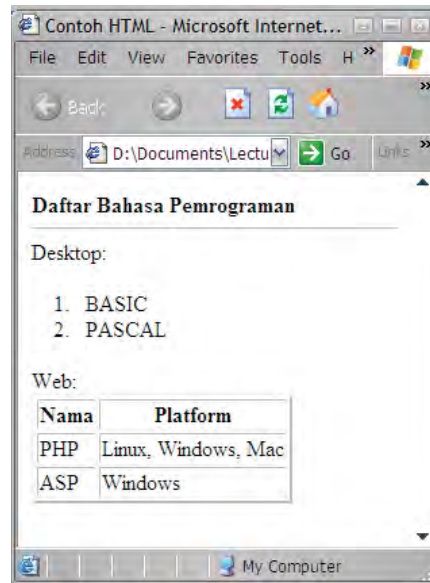 Contoh HTML - Microsoft Internet...
File Edit View Favorites Tools H »
Back »
Address D:\Documents\Lectu Go Links »
Daftar Bahasa Pemrograman
Desktop:
1. BASIC
2. PASCAL
Web:
Nama Platform
PHP Linux, Windows, Mac
ASP Windows
My Computer